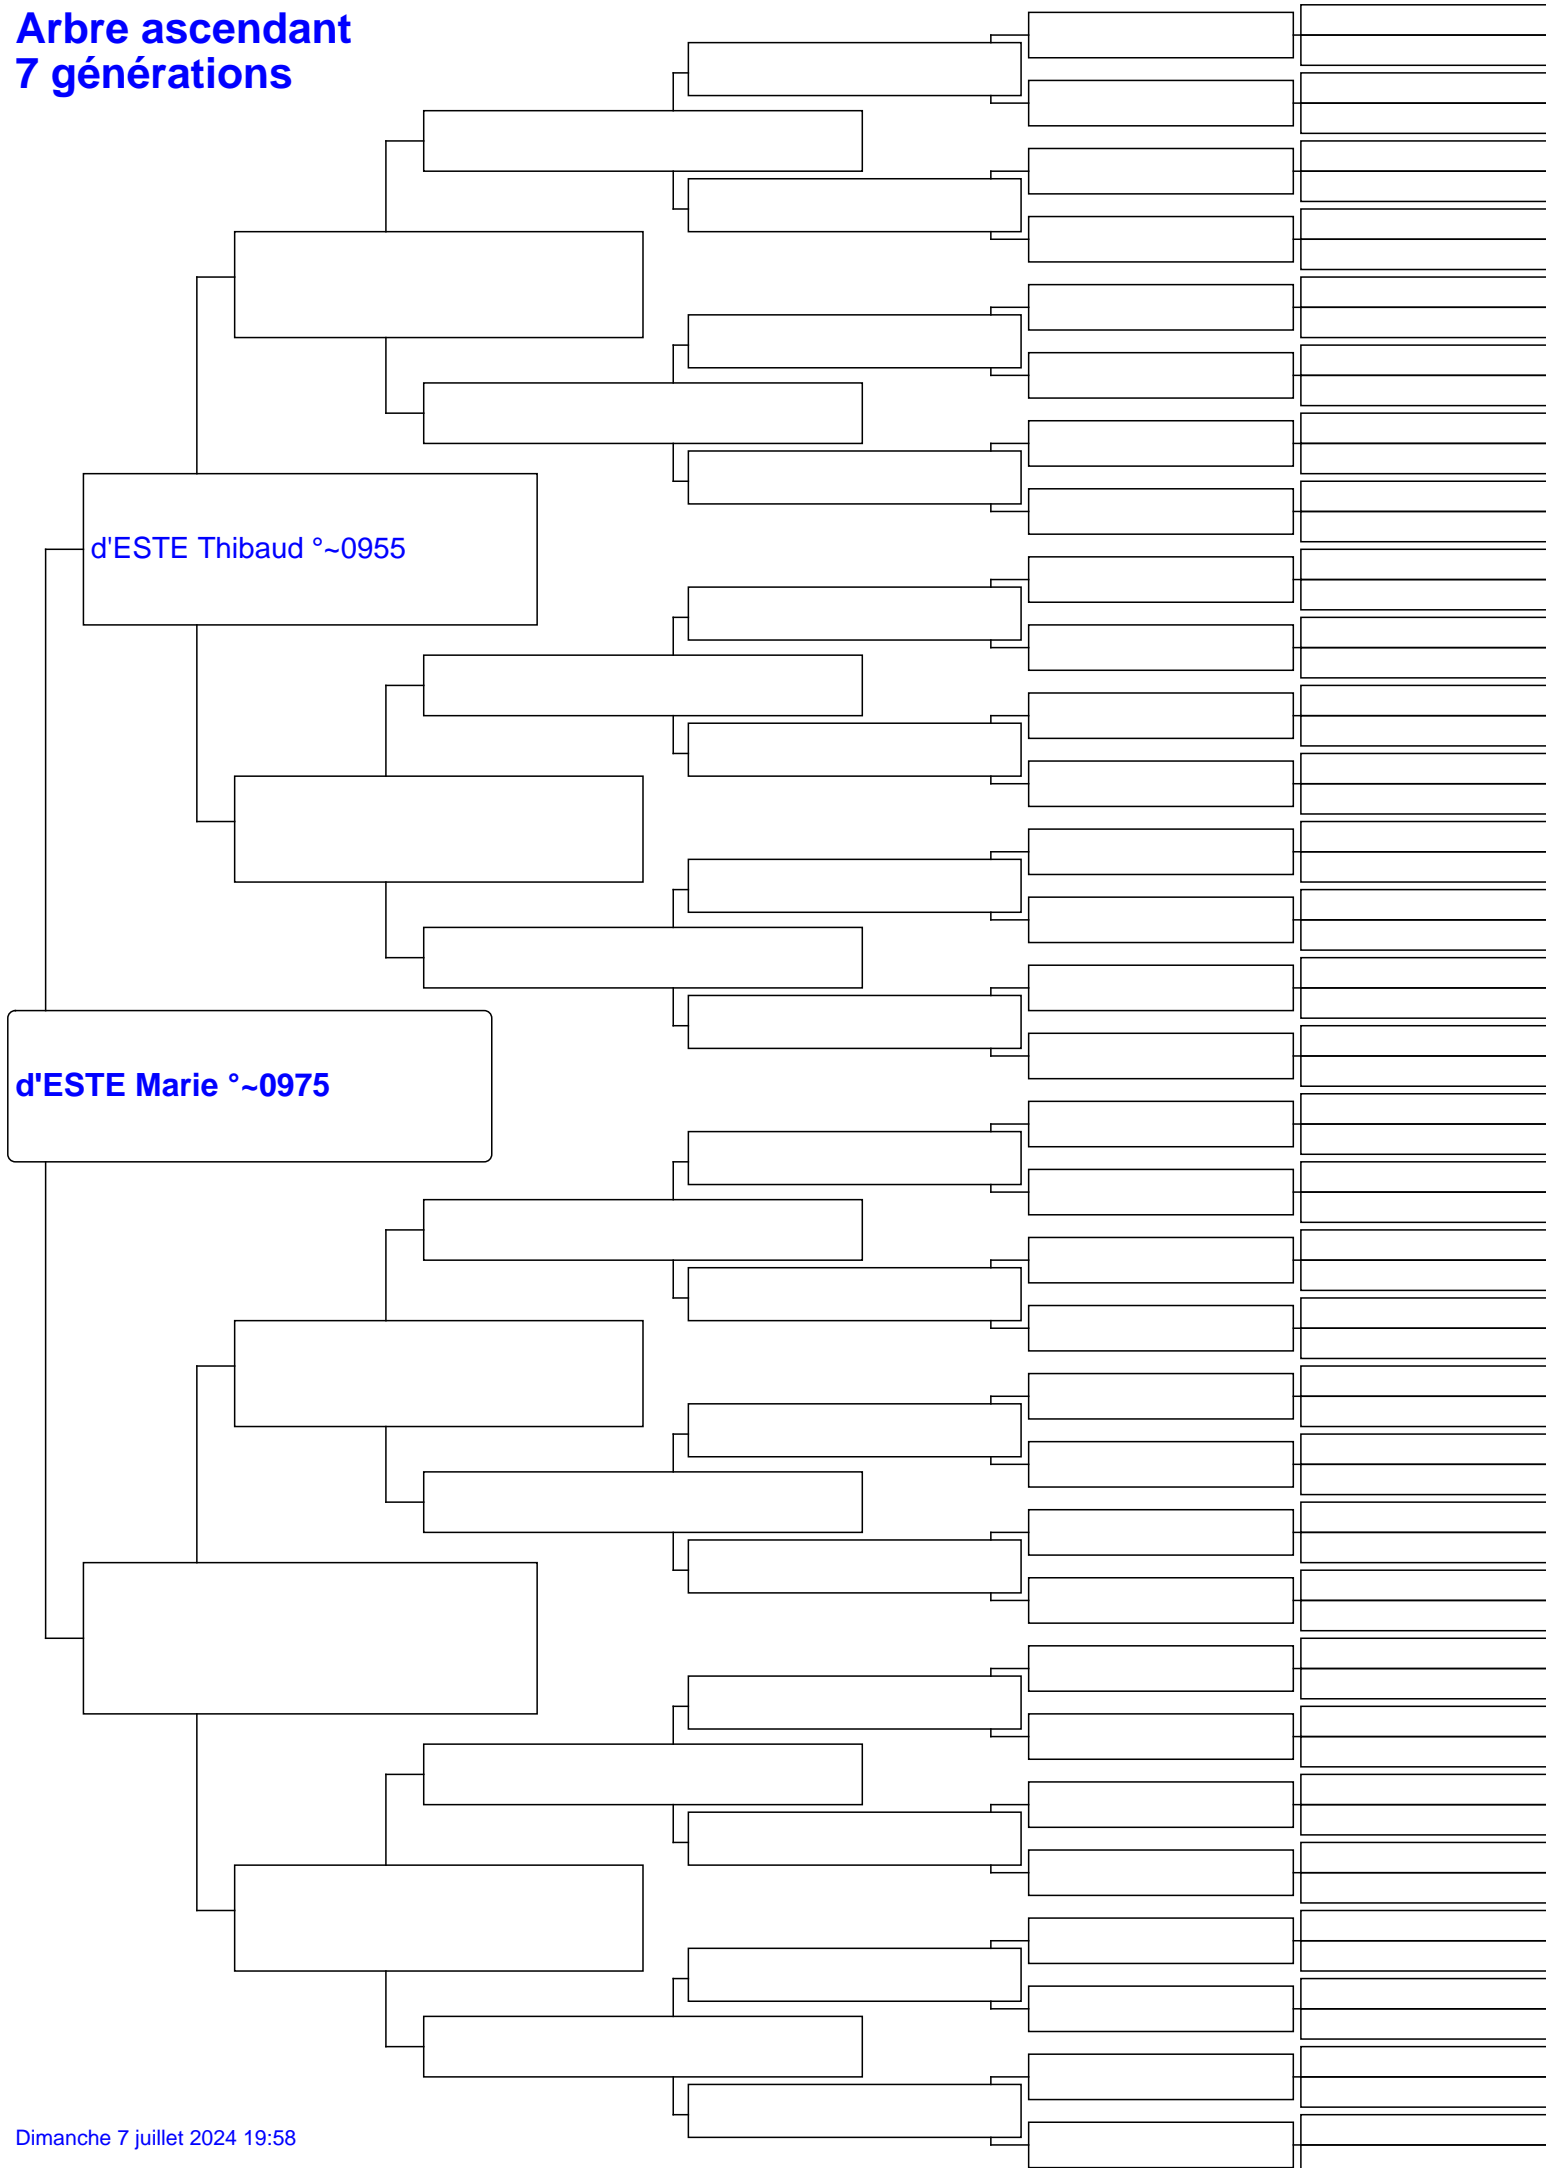 Arbre ascendant
7 générations
d'ESTE Thibaud °~0955
d'ESTE Marie °~0975
Dimanche 7 juillet 2024 19:58